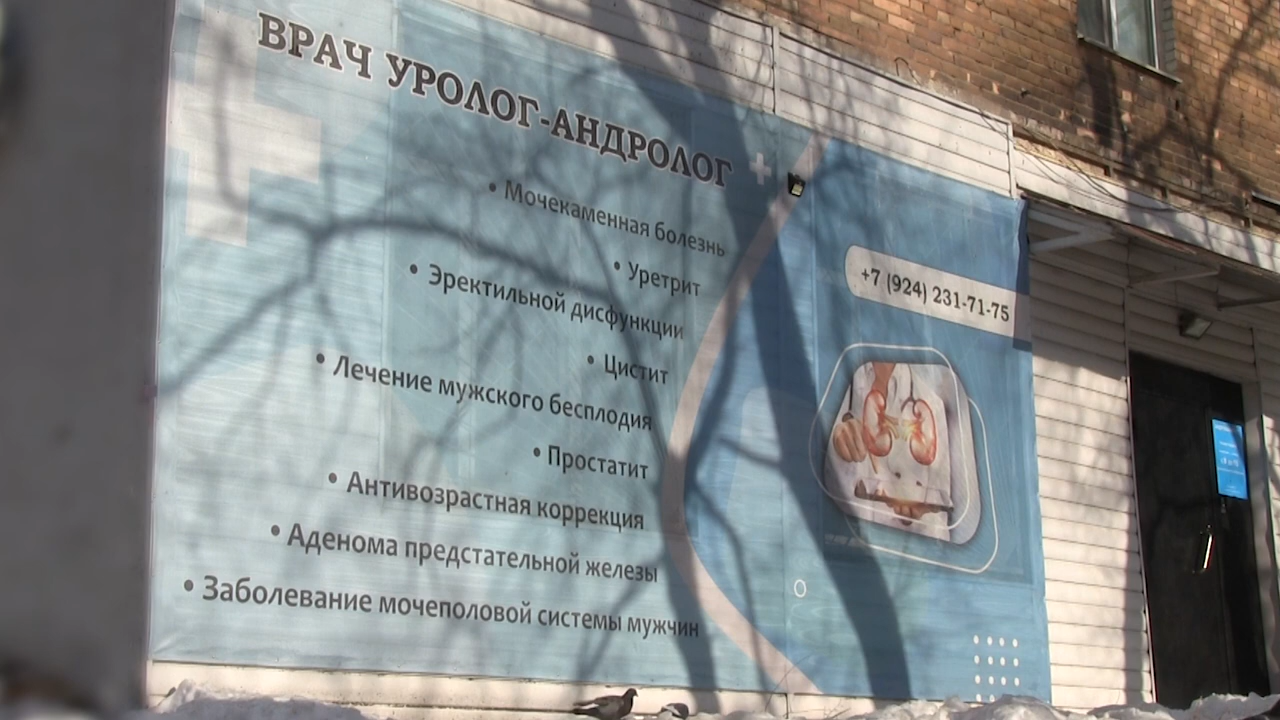 ВРАЧ УРОЛОГ-АНДРОЛОГ
• Мочекаменная болезнь
• Уретрит
• Эректильной дисфункции
• Цистит
• Лечение мужского бесплодия
• Простатит
• Антивозрастная коррекция
• Аденома предстательной железы
• Заболевание мочеполовой системы мужчин
+7 (924) 231-71-75